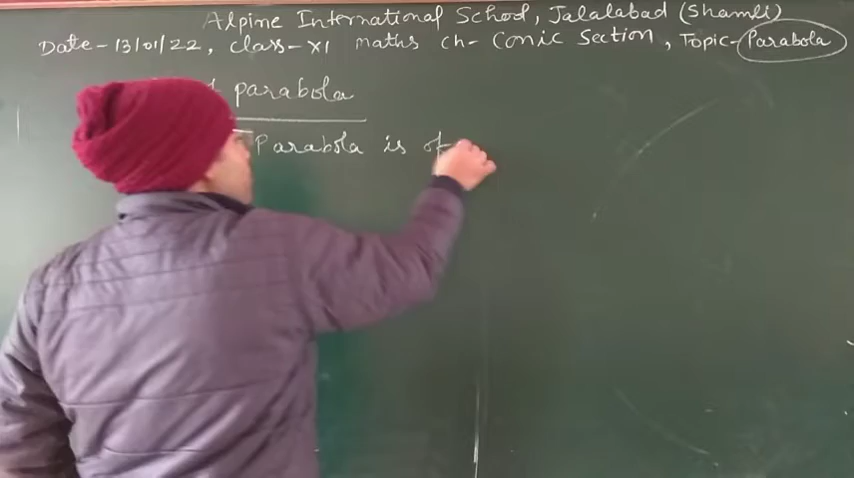 Alpine International School, Jalalabad (Shamli)
Date-13/01/22, Class-XI maths Ch- Conic Section, Topic-Parabola
parabola
Parabola is of